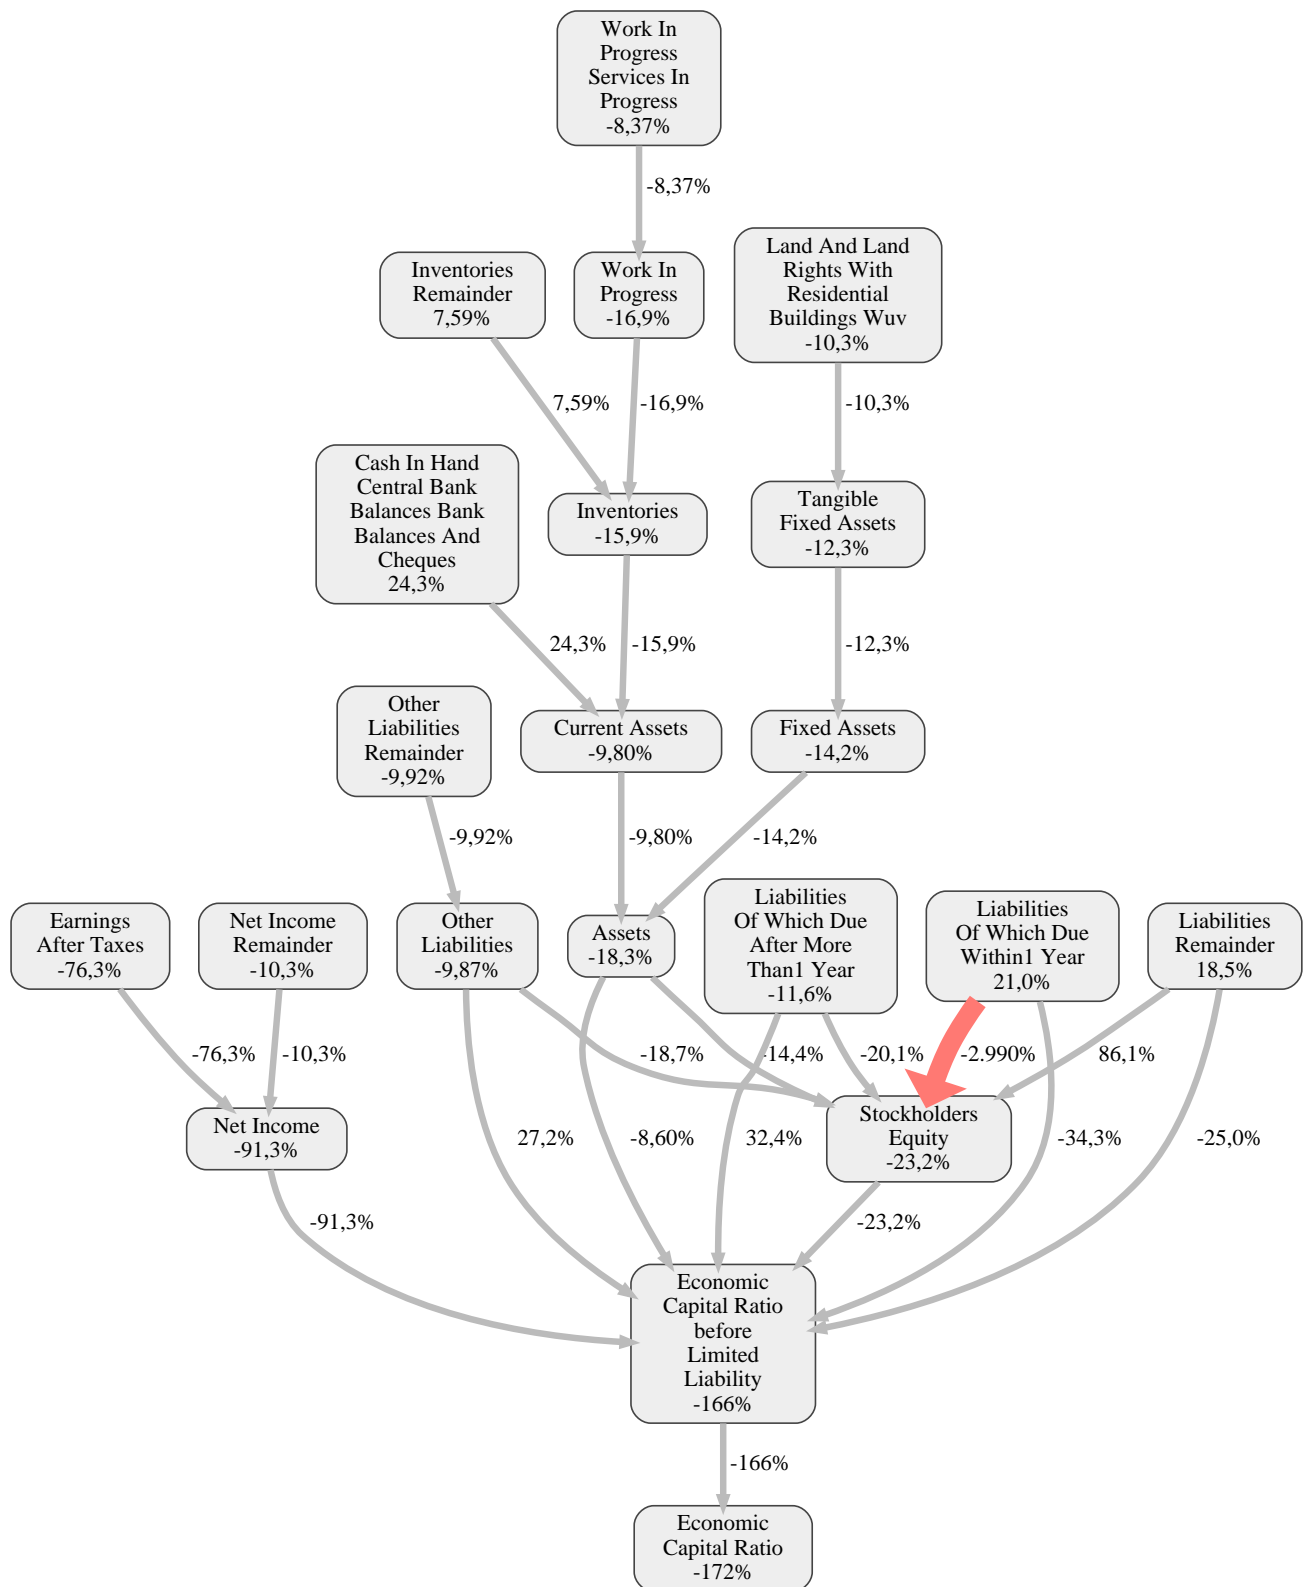 Work In
Progress
Services In
Progress
-8,37%
-8,37%
Inventories
Remainder
7,59%
Work In
Progress
-16,9%
Land And Land
Rights With
Residential
Buildings Wuv
-10,3%
7,59%
-16,9%
-10,3%
Cash In Hand
Central Bank
Balances Bank
Balances And
Cheques
24,3%
Inventories
-15,9%
Tangible
Fixed Assets
-12,3%
24,3%
-15,9%
-12,3%
Other
Liabilities
Remainder
-9,92%
Current Assets
-9,80%
Fixed Assets
-14,2%
-9,92%
-9,80%
-14,2%
Earnings
After Taxes
-76,3%
Net Income
Remainder
-10,3%
Other
Liabilities
-9,87%
Assets
-18,3%
Liabilities
Of Which Due
After More
Than1 Year
-11,6%
Liabilities
Of Which Due
Within1 Year
21,0%
Liabilities
Remainder
18,5%
-76,3%
-10,3%
-18,7%
-14,4%
-20,1%
-2.990%
86,1%
Net Income
-91,3%
27,2%
-8,60%
32,4%
Stockholders
Equity
-23,2%
-34,3%
-25,0%
-91,3%
-23,2%
Economic
Capital Ratio
before
Limited
Liability
-166%
-166%
Economic
Capital Ratio
-172%